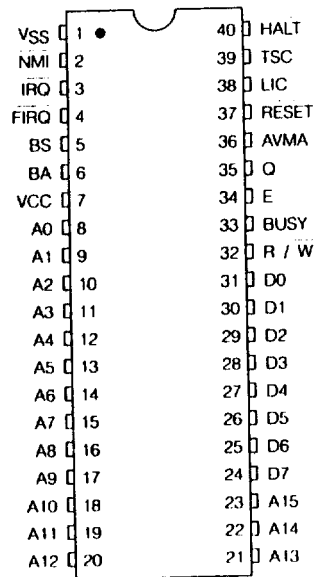 VSS 1 40 HALT
NMI 2 39 TSC
IRQ 3 38 LIC
FIRQ 4 37 RESET
BS 5 36 AVMA
BA 6 35 Q
VCC 7 34 E
A0 8 33 BUSY
A1 9 32 R / W
A2 10 31 D0
A3 11 30 D1
A4 12 29 D2
A5 13 28 D3
A6 14 27 D4
A7 15 26 D5
A8 16 25 D6
A9 17 24 D7
A10 18 23 A15
A11 19 22 A14
A12 20 21 A13